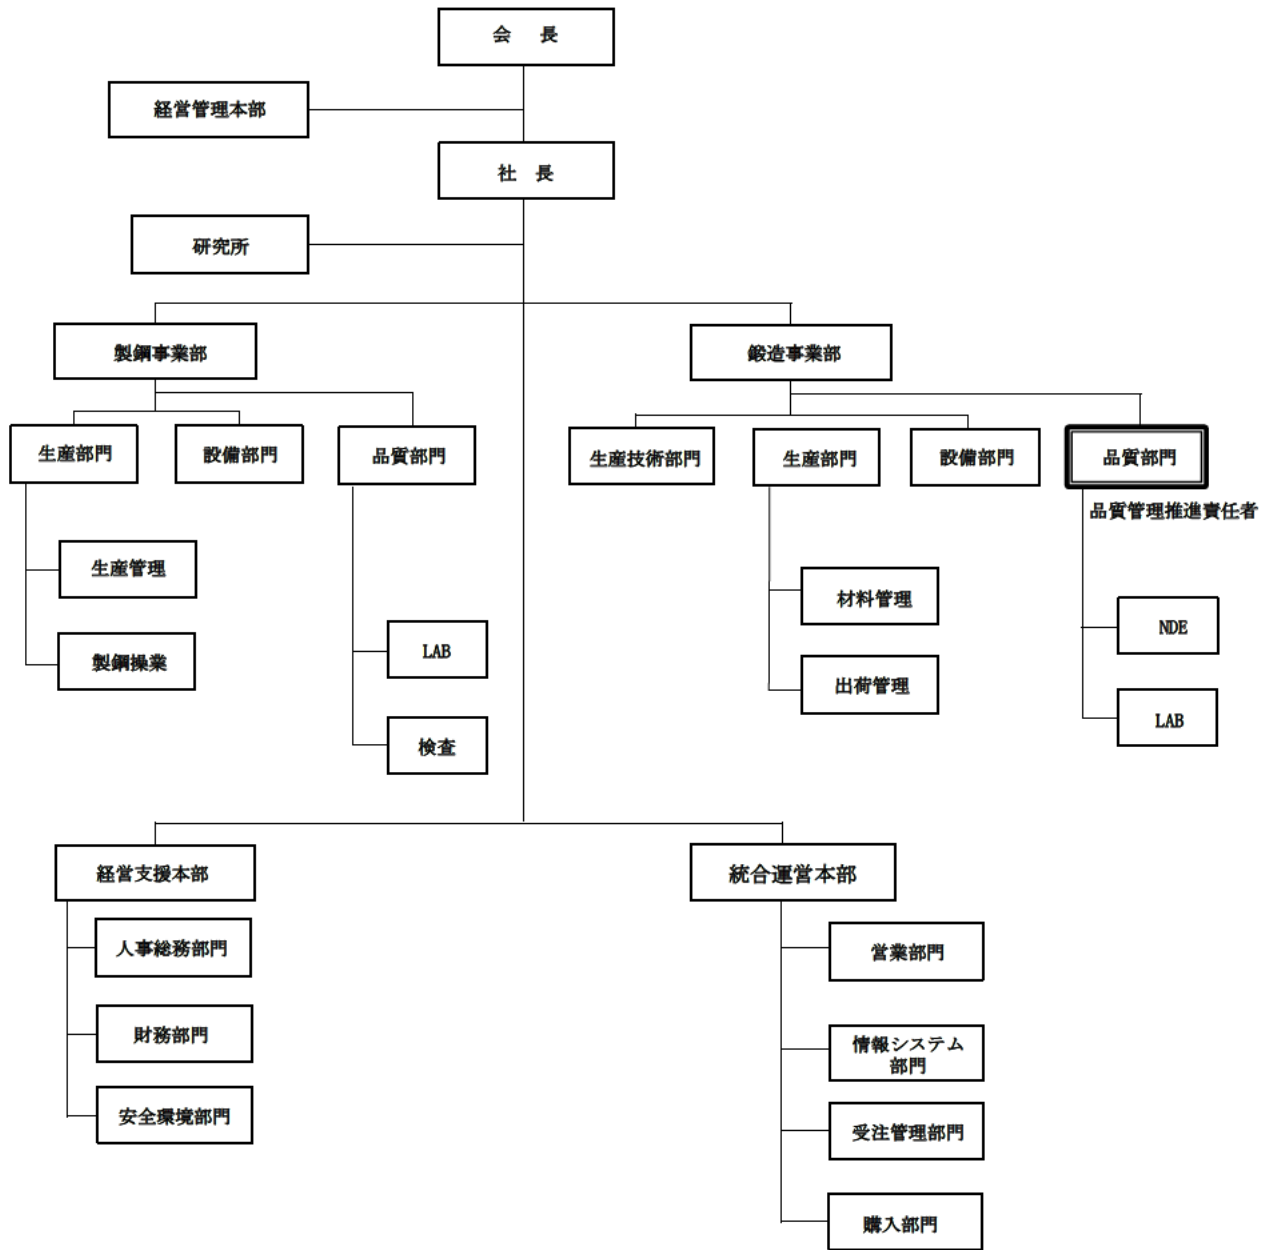 会 長
経営管理本部
社 長
研究所
製鋼事業部
鍛造事業部
生産部門
設備部門
品質部門
生産技術部門
生産部門
設備部門
品質部門
品質管理推進責任者
生産管理
製鋼操業
LAB
検査
材料管理
出荷管理
NDE
LAB
経営支援本部
人事総務部門
財務部門
安全環境部門
統合運営本部
営業部門
情報システム
部門
受注管理部門
購入部門